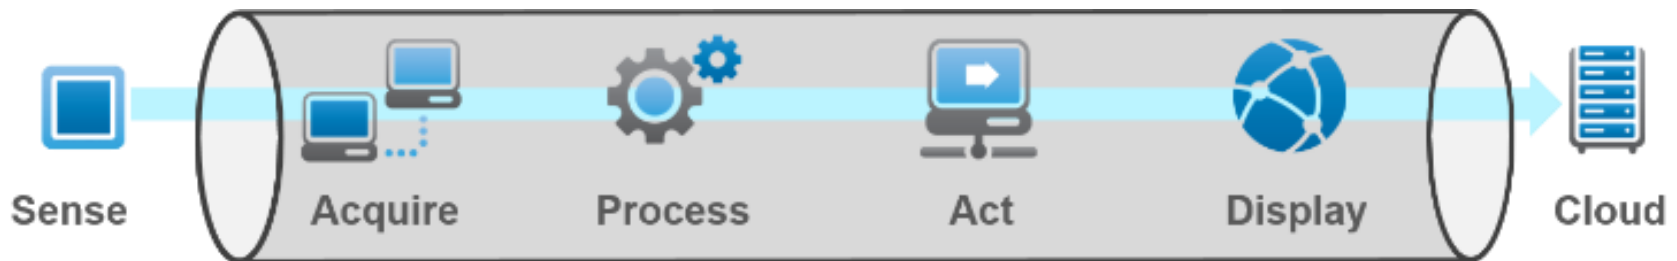 Sense
Acquire
Process
Act
Display
Cloud